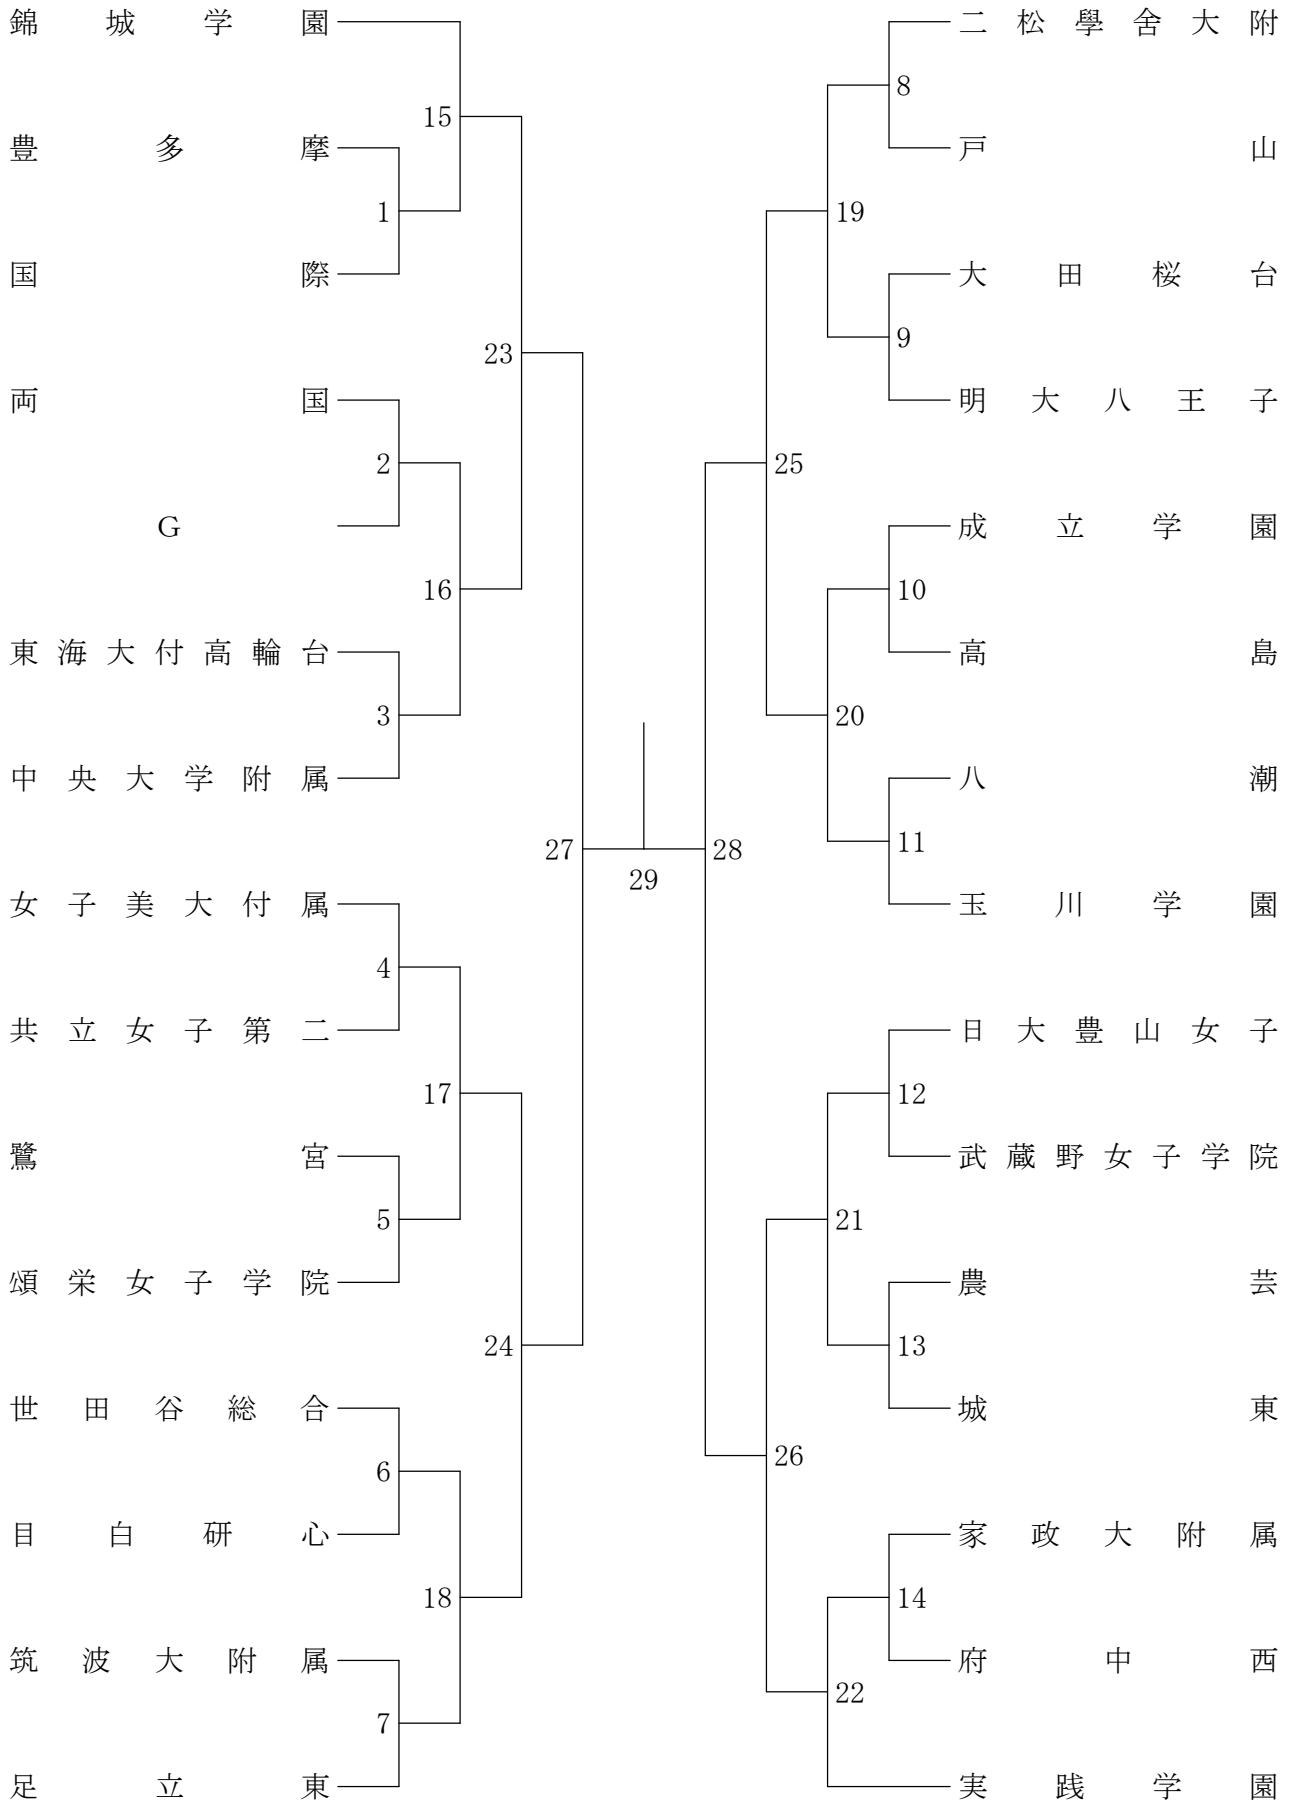 錦城学園
15
豊多摩
1
国際
23
両国
2
G
16
東海大付高輪台
3
中央大学附属
27
女子美大付属
4
共立女子第二
17
鷺宮
5
頌栄女子学院
24
世田谷総合
6
目白研心
18
筑波大附属
7
足立東
29
二松學舎大附
8
戸山
19
大田桜台
9
明大八王子
25
成立学園
10
高島
20
八潮
11
玉川学園
28
日大豊山女子
12
武蔵野女子学院
21
農芸
13
城東
26
家政大附属
14
府中西
22
実践学園